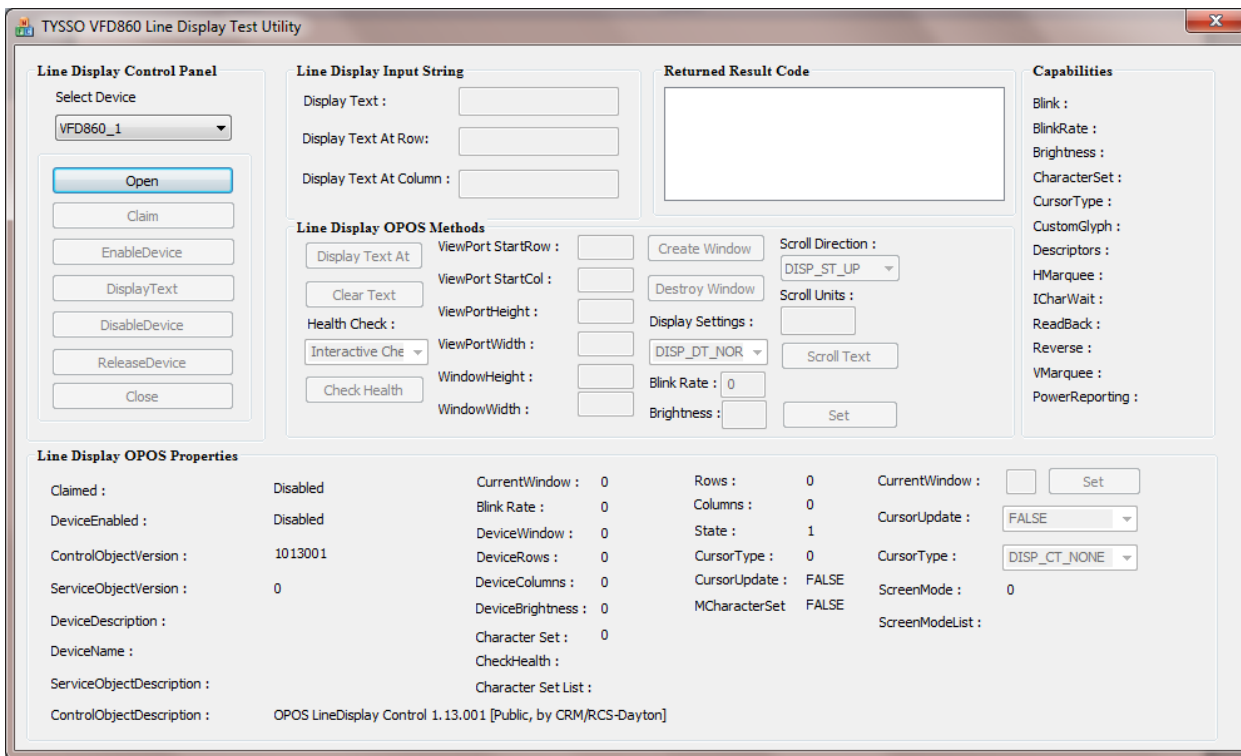 TYSSO VFD860 Line Display Test Utility
Line Display Control Panel
Select Device
VFD860_1
Open
Claim
EnableDevice
DisplayText
DisableDevice
ReleaseDevice
Close
Line Display Input String
Display Text :
Display Text At Row:
Display Text At Column :
Returned Result Code
Line Display OPOS Methods
Display Text At
Clear Text
Health Check :
Interactive Che
Check Health
ViewPort StartRow :
ViewPort StartCol :
ViewPortHeight :
ViewPortWidth :
WindowHeight :
WindowWidth :
Create Window
Destroy Window
Display Settings :
DISP_DT_NOR
Blink Rate : 0
Brightness :
Scroll Direction :
DISP_ST_UP
Scroll Units :
Scroll Text
Set
Capabilities
Blink :
BlinkRate :
Brightness :
CharacterSet :
CursorType :
CustomGlyph :
Descriptors :
HMarquee :
ICharWait :
ReadBack :
Reverse :
VMarquee :
PowerReporting :
Line Display OPOS Properties
Claimed : Disabled
DeviceEnabled : Disabled
ControlObjectVersion : 1013001
ServiceObjectVersion : 0
DeviceDescription :
DeviceName :
ServiceObjectDescription :
ControlObjectDescription : OPOS LineDisplay Control 1.13.001 [Public, by CRM/RCS-Dayton]
CurrentWindow : 0
Blink Rate : 0
DeviceWindow : 0
DeviceRows : 0
DeviceColumns : 0
DeviceBrightness : 0
Character Set : 0
CheckHealth :
Character Set List :
Rows : 0
Columns : 0
State : 1
CursorType : 0
CursorUpdate : FALSE
MCharacterSet FALSE
CurrentWindow : Set
CursorUpdate : FALSE
CursorType : DISP_CT_NONE
ScreenMode : 0
ScreenModeList :